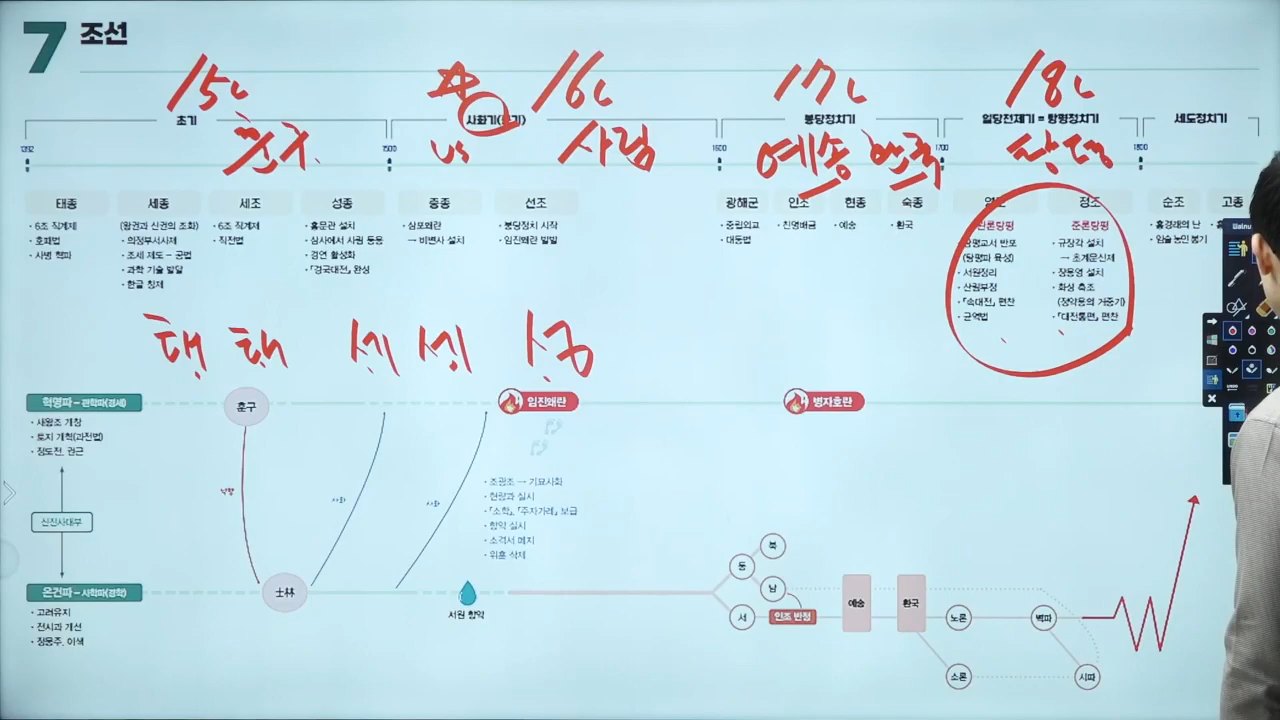 7 조선
15C 16C 17C 18C
초기
사화기(중기)
붕당정치기
일당전제기 = 탕평정치기
세도정치기
훈구 vs 사림 예송 환국 탕평
1392 1500 1600 1700 1800
태종
· 6조 직계제
· 호패법
· 사병 혁파
세종
(왕권과 신권의 조화)
· 의정부서사제
· 조세 제도 – 공법
· 과학 기술 발달
· 한글 창제
세조
· 6조 직계제
· 직전법
성종
· 홍문관 설치
· 심사에서 사림 등용
· 경연 활성화
· 『경국대전』 완성
중종
· 삼포왜란
→ 비변사 설치
선조
· 붕당정치 시작
· 임진왜란 발발
광해군
· 중립외교
· 대동법
인조
· 친명배금
현종
· 예송
숙종
· 환국
영조
완론탕평
· 탕평교서 반포
(탕평파 육성)
· 서원정리
· 산림부정
· 『속대전』 편찬
· 균역법
정조
준론탕평
· 규장각 설치
→ 초계문신제
· 장용영 설치
· 화성 축조
(정약용의 거중기)
· 『대전통편』 편찬
순조
· 홍경래의 난
· 임술 농민 봉기
고종
태 태 세 세 성
혁명파 – 관학파(경세)
· 새왕조 개창
· 토지 개혁(과전법)
· 정도전, 권근
신진사대부
온건파 – 사학파(경학)
· 고려유지
· 전시과 개선
· 정몽주, 이색
훈구
낙향
士林
사화
사화
임진왜란
· 조광조 → 기묘사화
· 현량과 실시
· 『소학』, 『주자가례』 보급
· 향약 실시
· 소격서 폐지
· 위훈 삭제
서원 향약
병자호란
북
동
남
서
인조 반정
예송
환국
노론
소론
벽파
시파